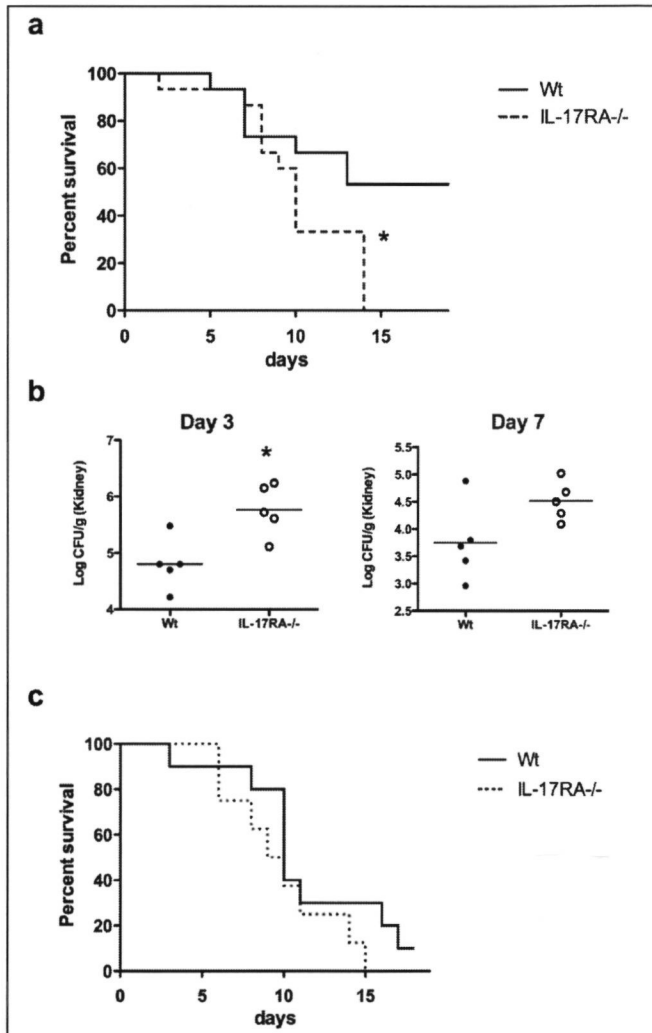 a
100
80
60
40
20
0
Percent survival
0 5 10 15
days
Wt
IL-17RA-/-
*
b
Day 3
7
6
5
4
Log CFU/g (Kidney)
*
Wt IL-17RA-/-
Day 7
5.5
5.0
4.5
4.0
3.5
3.0
2.5
Log CFU/g (Kidney)
Wt IL-17RA-/-
c
100
80
60
40
20
0
Percent survival
0 5 10 15
days
Wt
IL-17RA-/-